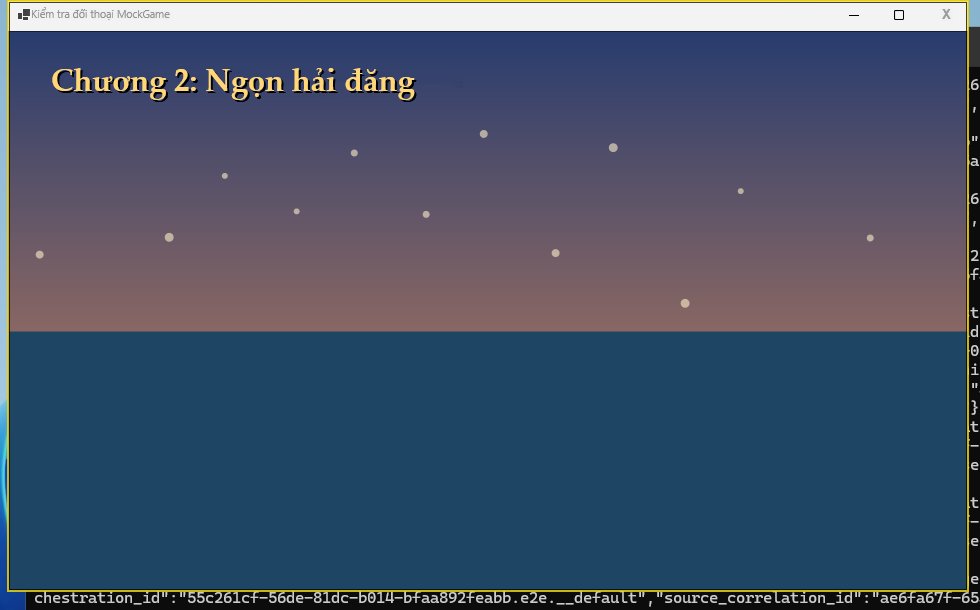 Kiểm tra đối thoại MockGame
Chương 2: Ngọn hải đăng
chestration_id":"55c261cf-56de-81dc-b014-bfaa892feabb.e2e.__default","source_correlation_id":"ae6fa67f-6